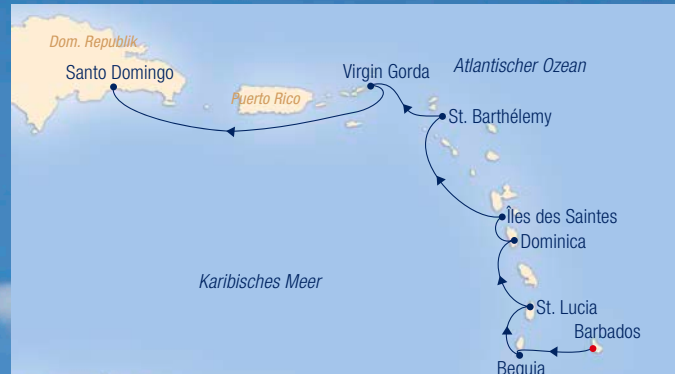 Dom. Republik
Santo Domingo
Puerto Rico
Virgin Gorda
Atlantischer Ozean
St. Barthélemy
Îles des Saintes
Dominica
Karibisches Meer
St. Lucia
Barbados
Bequia